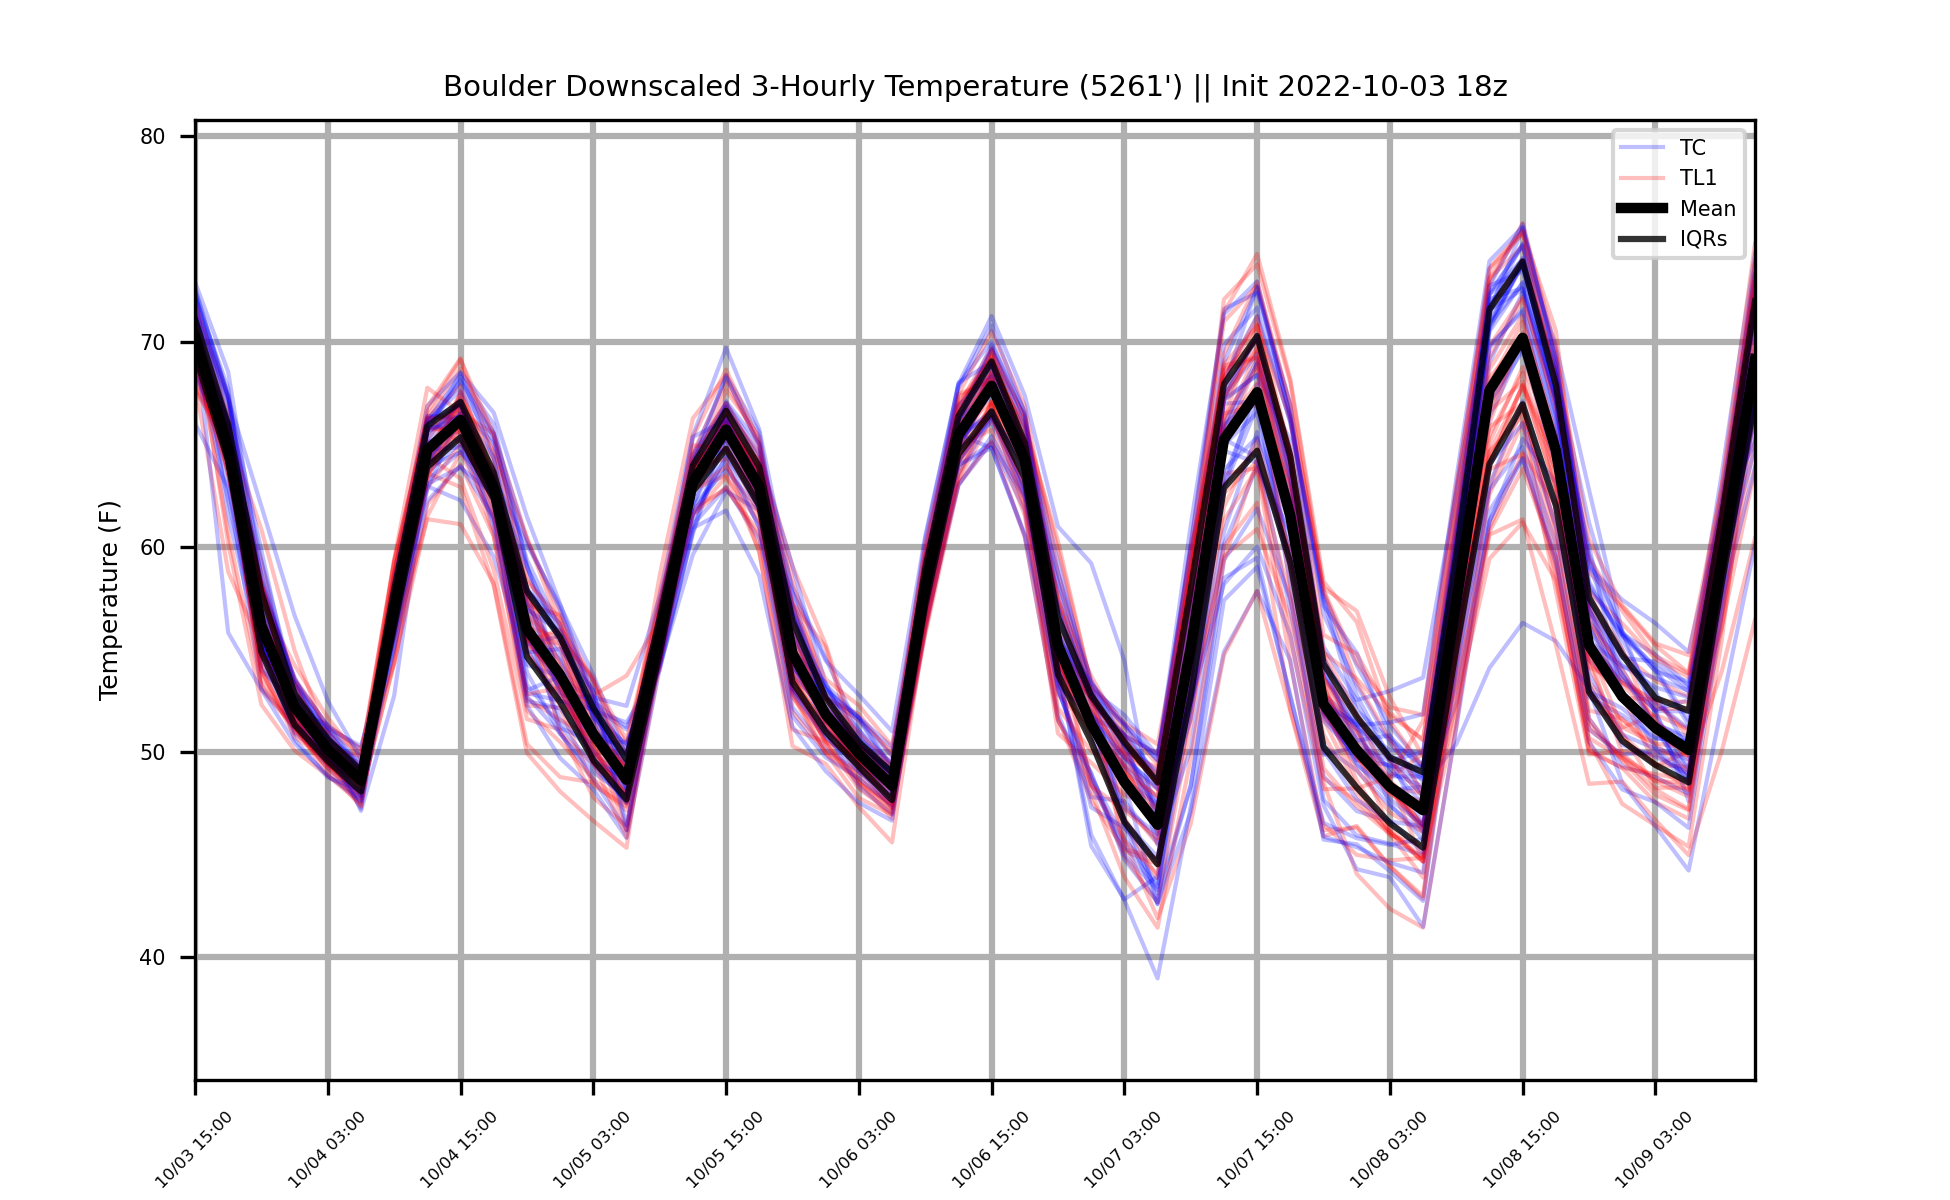 Boulder Downscaled 3-Hourly Temperature (5261') || Init 2022-10-03 18z
TC
TL1
Mean
IQRs
Temperature (F)
80
70
60
50
40
10/03 15:00
10/04 03:00
10/04 15:00
10/05 03:00
10/05 15:00
10/06 03:00
10/06 15:00
10/07 03:00
10/07 15:00
10/08 03:00
10/08 15:00
10/09 03:00